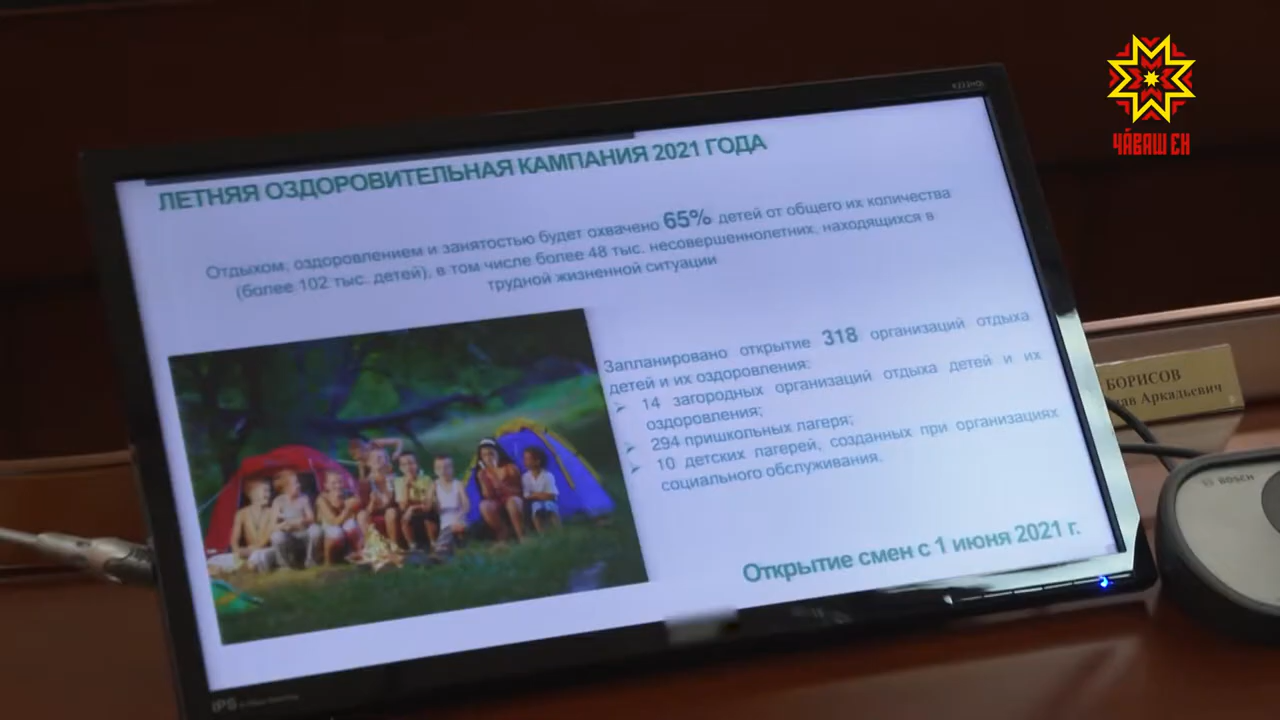 ЧӐВАШ ЕН
ЛЕТНЯЯ ОЗДОРОВИТЕЛЬНАЯ КАМПАНИЯ 2021 ГОДА
Отдыхом, оздоровлением и занятостью будет охвачено 65% детей от общего их количества
(более 102 тыс. детей), в том числе более 48 тыс. несовершеннолетних, находящихся в
трудной жизненной ситуации
Запланировано открытие 318 организаций отдыха
детей и их оздоровления:
➢ 14 загородных организаций отдыха детей и их
оздоровления;
➢ 294 пришкольных лагеря;
➢ 10 детских лагерей, созданных при организациях
социального обслуживания.
Открытие смен с 1 июня 2021 г.
БОРИСОВ
Аркадьевич
BOSCH
IPS